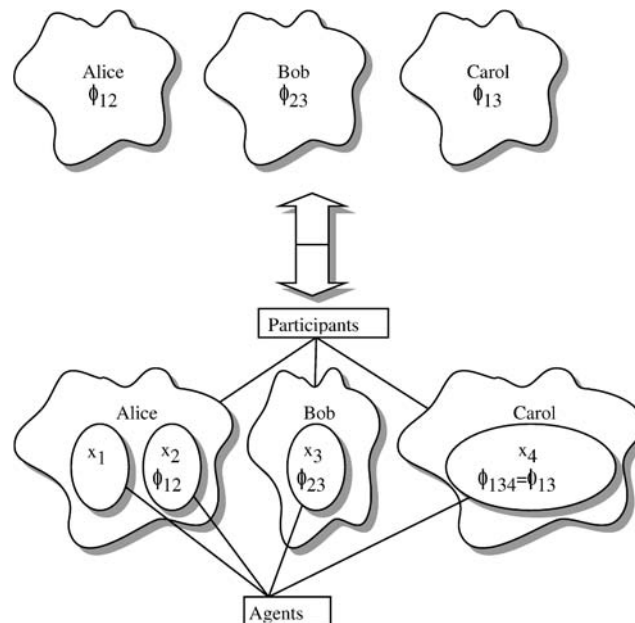 Alice
ϕ12
Bob
ϕ23
Carol
ϕ13
Participants
Alice
x1
x2
ϕ12
Bob
x3
ϕ23
Carol
x4
ϕ134=ϕ13
Agents